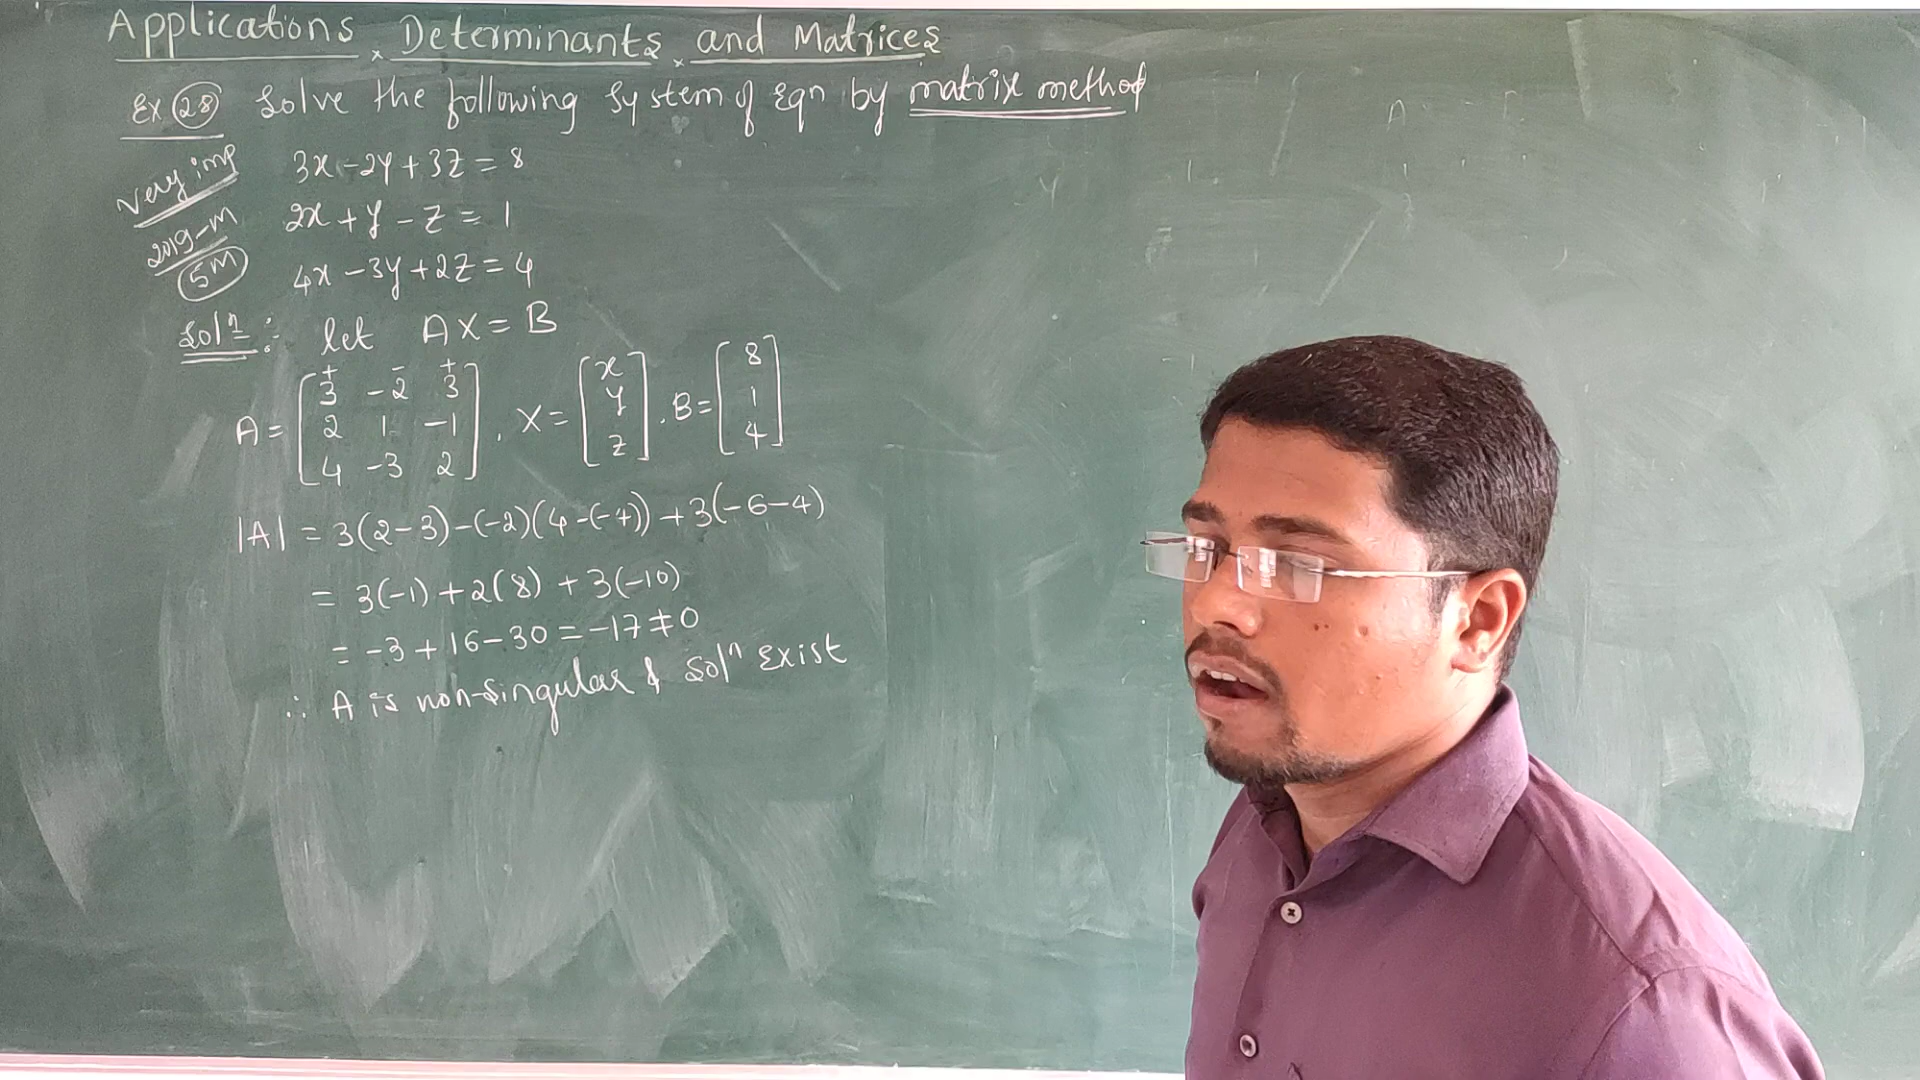 Applications Determinants and Matrices
Ex 28 Solve the following System of Eqn by matrix method
Very imp
2019-M
5M
3x-2y+3z=8
2x+y-z=1
4x-3y+2z=4
Solⁿ: let AX=B
A=[3 -2 3; 2 1 -1; 4 -3 2], X=[x; y; z], B=[8; 1; 4]
|A| = 3(2-3)-(-2)(4-(-4))+3(-6-4)
= 3(-1)+2(8)+3(-10)
= -3+16-30=-17≠0
∴ A is non-Singular & Solⁿ Exist